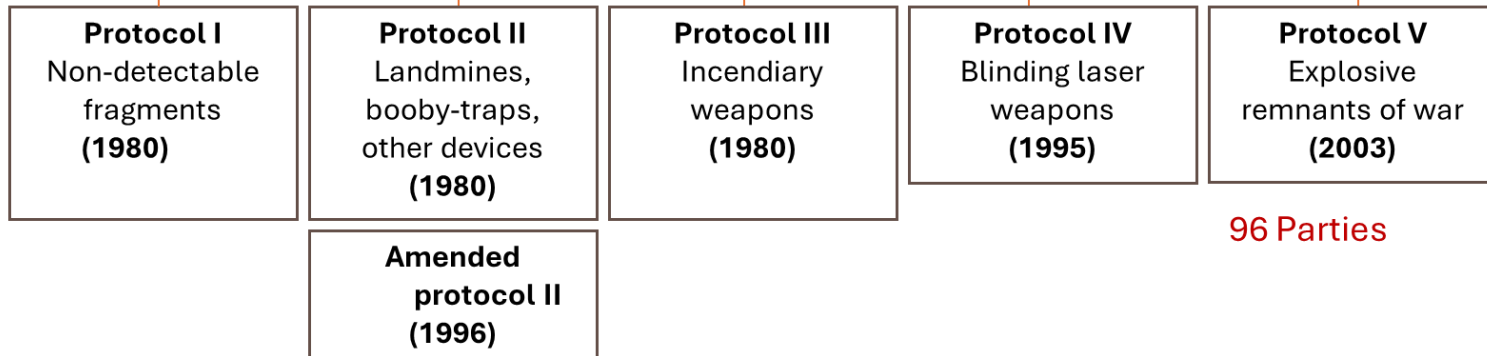 Protocol I
Non-detectable
fragments
(1980)
Protocol II
Landmines,
booby-traps,
other devices
(1980)
Amended
protocol II
(1996)
Protocol III
Incendiary
weapons
(1980)
Protocol IV
Blinding laser
weapons
(1995)
Protocol V
Explosive
remnants of war
(2003)
96 Parties